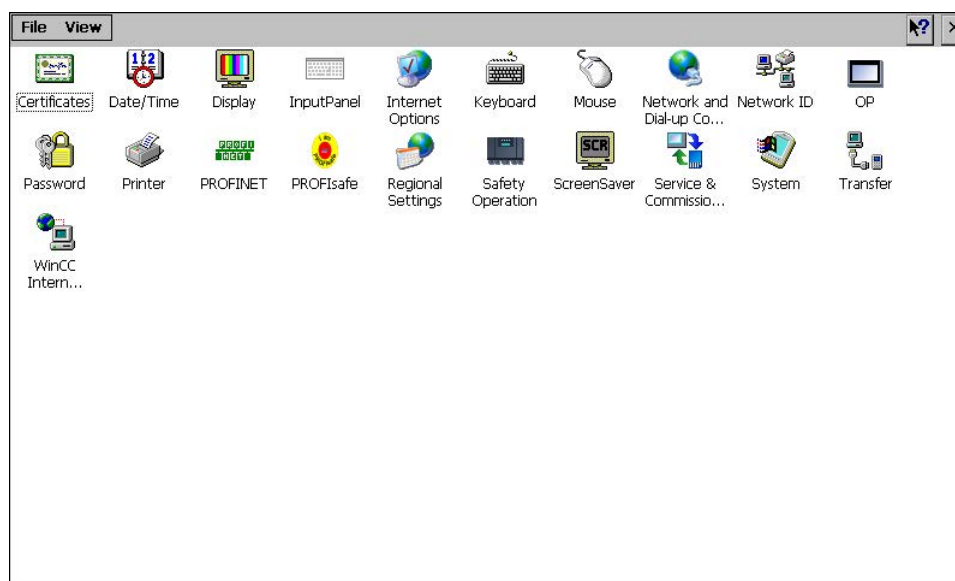 File View
Certificates Date/Time Display InputPanel Internet Options Keyboard Mouse Network and Dial-up Co... Network ID OP
Password Printer PROFINET PROFIsafe Regional Settings Safety Operation ScreenSaver Service & Commissio... System Transfer
WinCC Intern...